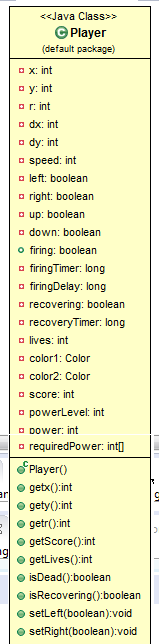 <<Java Class>>
Player
(default package)
x: int
y: int
r: int
dx: int
dy: int
speed: int
left: boolean
right: boolean
up: boolean
down: boolean
firing: boolean
firingTimer: long
firingDelay: long
recovering: boolean
recoveryTimer: long
lives: int
color1: Color
color2: Color
score: int
powerLevel: int
power: int
requiredPower: int[]
Player()
getx():int
gety():int
getr():int
getScore():int
getLives():int
isDead():boolean
isRecovering():boolean
setLeft(boolean):void
setRight(boolean):void